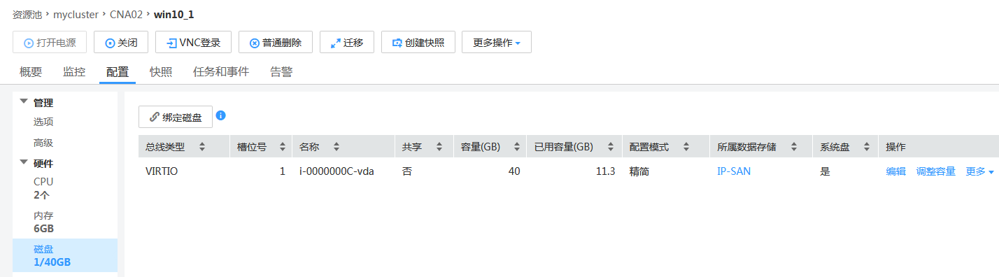 资源池 › mycluster › CNA02 › win10_1
打开电源 关闭 VNC登录 普通删除 迁移 创建快照 更多操作
概要 监控 配置 快照 任务和事件 告警
管理
选项
高级
硬件
CPU
2个
内存
6GB
磁盘
1/40GB
绑定磁盘
总线类型 槽位号 名称 共享 容量(GB) 已用容量(GB) 配置模式 所属数据存储 系统盘 操作
VIRTIO 1 i-0000000C-vda 否 40 11.3 精简 IP-SAN 是 编辑 调整容量 更多